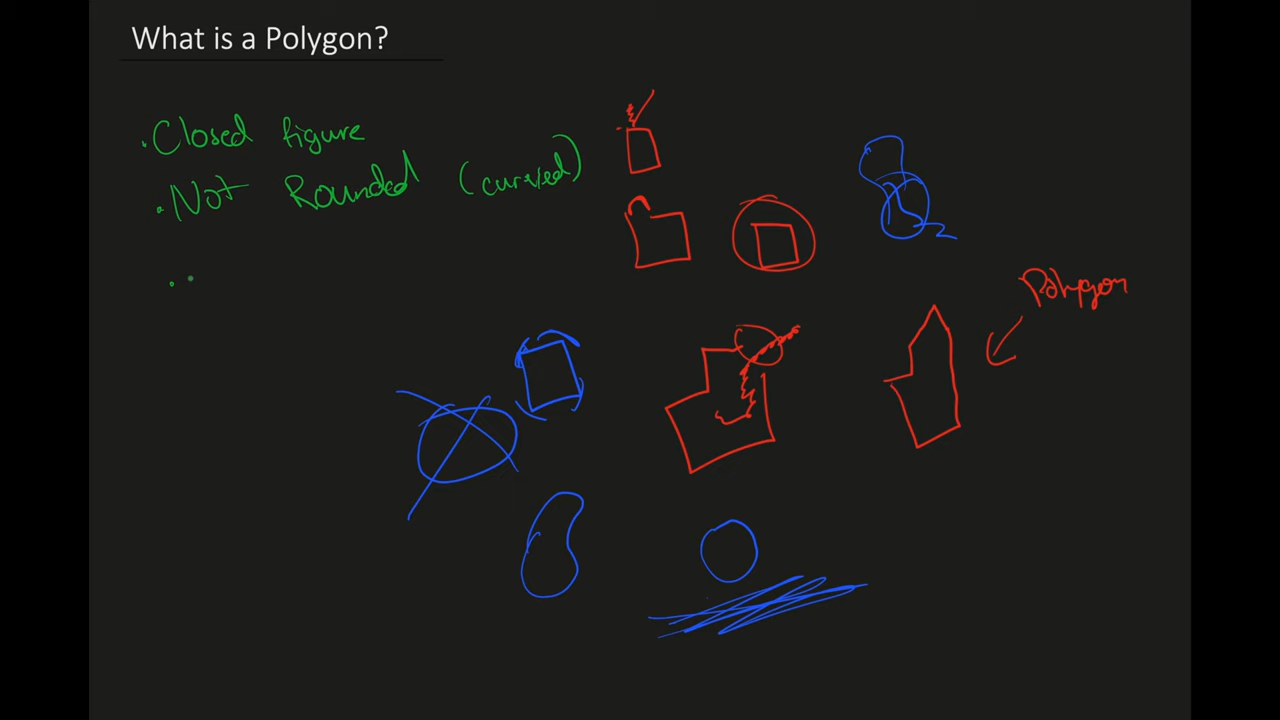 What is a Polygon?
• Closed figure
• Not Rounded (curved)
Polygon